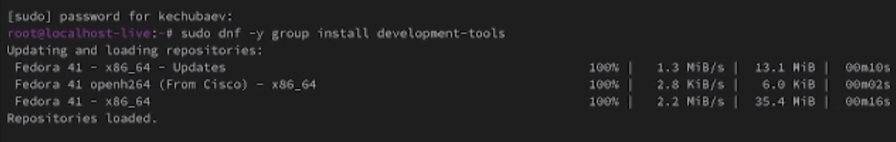 [sudo] password for kechubaev:
root@localhost-live:~# sudo dnf -y group install development-tools
Updating and loading repositories:
Fedora 41 - x86_64 - Updates 100% | 1.3 MiB/s | 13.1 MiB | 00m10s
Fedora 41 openh264 (From Cisco) - x86_64 100% | 2.8 KiB/s | 6.0 KiB | 00m02s
Fedora 41 - x86_64 100% | 2.2 MiB/s | 35.4 MiB | 00m16s
Repositories loaded.